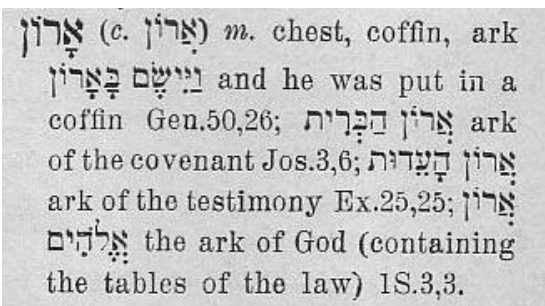 אָרוֹן (c. אֲרוֹן) m. chest, coffin, ark
וַיִּישֶׂם בָּאָרוֹן and he was put in a
coffin Gen.50,26; אֲרוֹן הַבְּרִית ark
of the covenant Jos.3,6; אֲרוֹן הָעֵדוּת
ark of the testimony Ex.25,25; אֲרוֹן
אֱלֹהִים the ark of God (containing
the tables of the law) 1S.3,3.